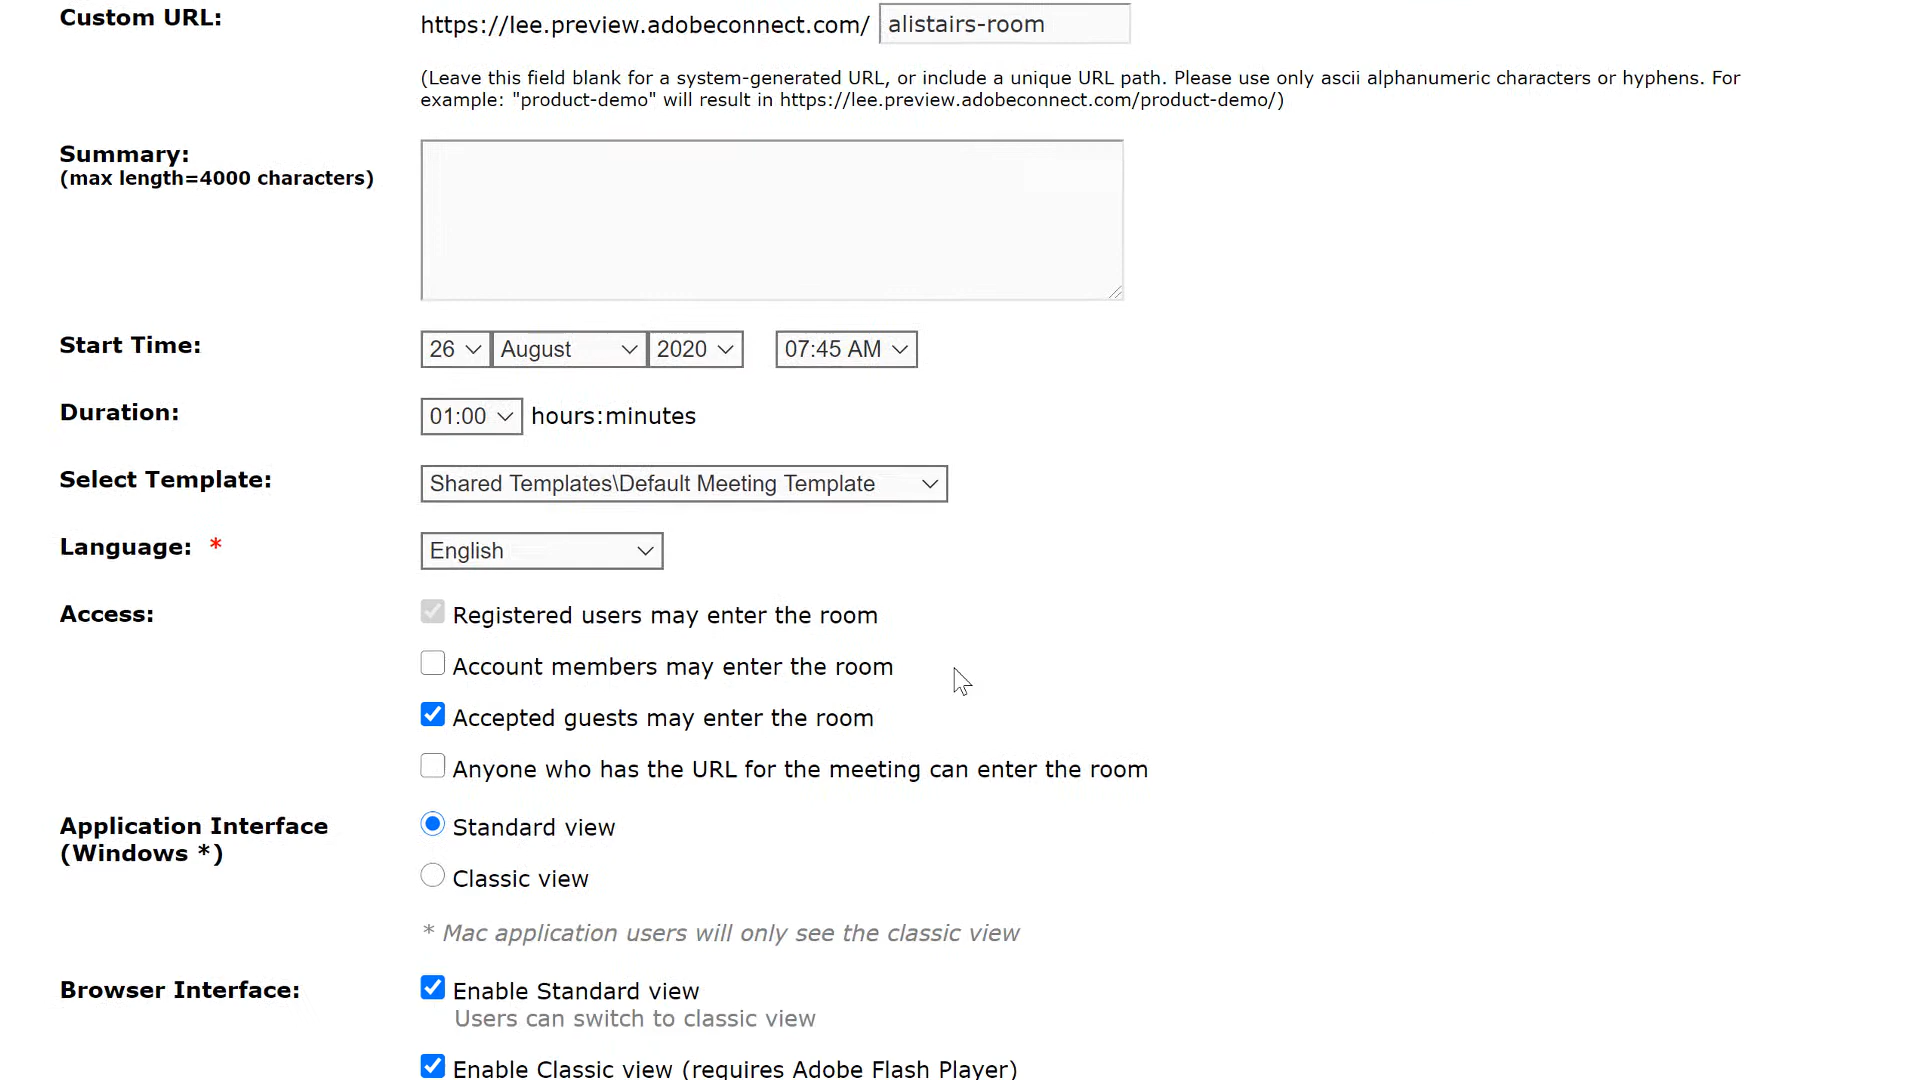 Custom URL: https://lee.preview.adobeconnect.com/ alistairs-room
(Leave this field blank for a system-generated URL, or include a unique URL path. Please use only ascii alphanumeric characters or hyphens. For
example: "product-demo" will result in https://lee.preview.adobeconnect.com/product-demo/)
Summary:
(max length=4000 characters)
Start Time: 26 August 2020 07:45 AM
Duration: 01:00 hours:minutes
Select Template: Shared Templates\Default Meeting Template
Language: * English
Access: Registered users may enter the room
Account members may enter the room
Accepted guests may enter the room
Anyone who has the URL for the meeting can enter the room
Application Interface
(Windows *)
Standard view
Classic view
* Mac application users will only see the classic view
Browser Interface: Enable Standard view
Users can switch to classic view
Enable Classic view (requires Adobe Flash Player)